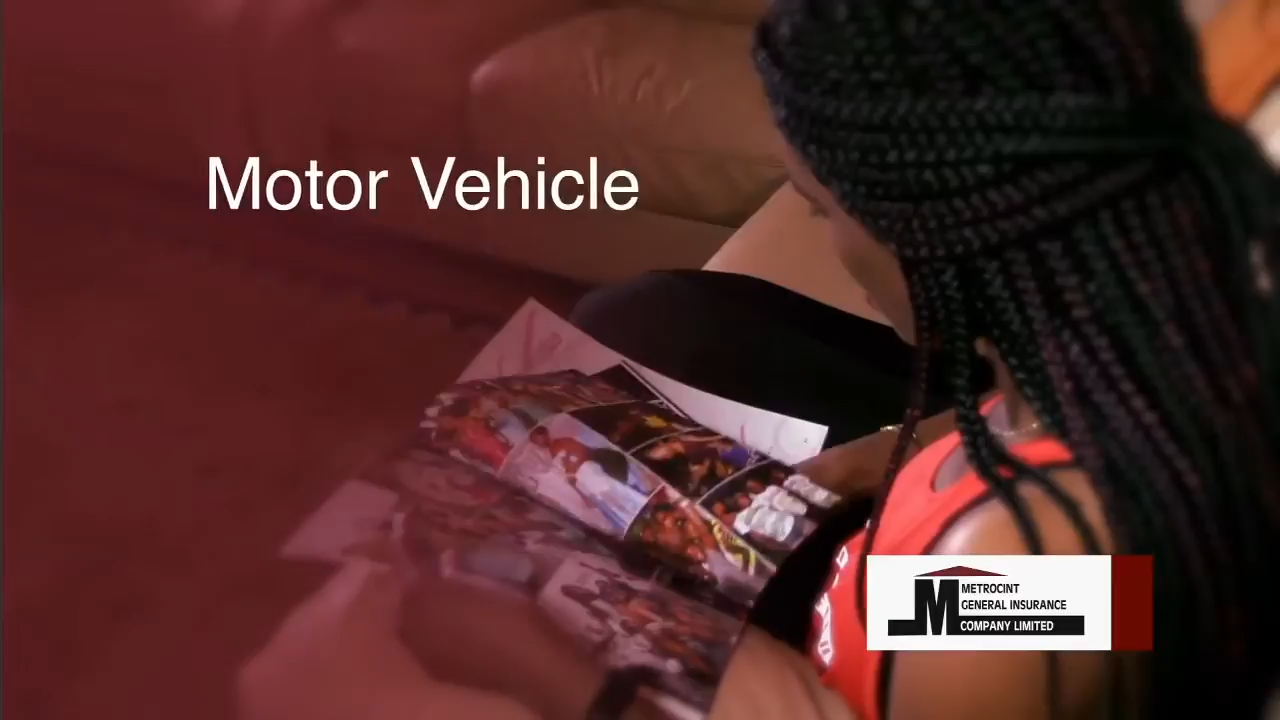 Motor Vehicle
METROCINT
GENERAL INSURANCE
COMPANY LIMITED